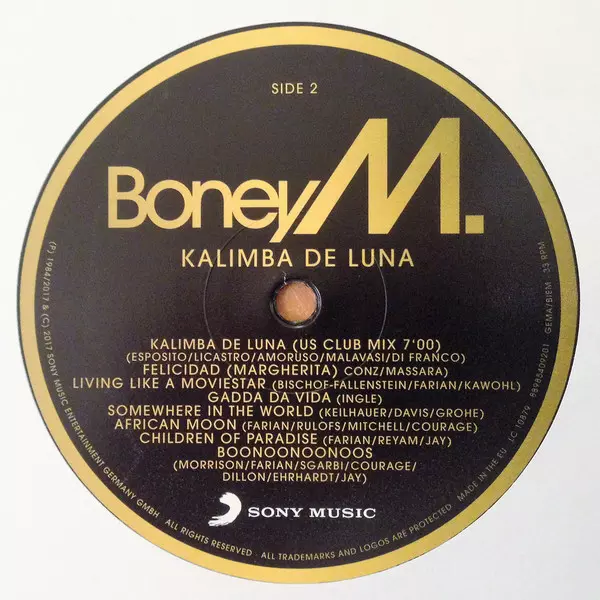 SIDE 2
Boney M.
KALIMBA DE LUNA
KALIMBA DE LUNA (US CLUB MIX 7'00)
(ESPOSITO/LICASTRO/AMORUSO/MALAVASI/DI FRANCO)
FELICIDAD (MARGHERITA) CONZ/MASSARA)
LIVING LIKE A MOVIESTAR (BISCHOF-FALLENSTEIN/FARIAN/KAWOHL)
GADDA DA VIDA (INGLE)
SOMEWHERE IN THE WORLD (KEILHAUER/DAVIS/GROHE)
AFRICAN MOON (FARIAN/RULOFS/MITCHELL/COURAGE)
CHILDREN OF PARADISE (FARIAN/REYAM/JAY)
BOONOONOONOOS
(MORRISON/FARIAN/SGARBI/COURAGE/
DILLON/EHRHARDT/JAY)
SONY MUSIC
(P) 1984/2017 & (C) 2017 SONY MUSIC ENTERTAINMENT GERMANY GMBH · ALL RIGHTS RESERVED · ALL TRADEMARKS AND LOGOS ARE PROTECTED · MADE IN THE EU · LC 10879 · 88985409201 · GEMA/BIEM · 33 RPM